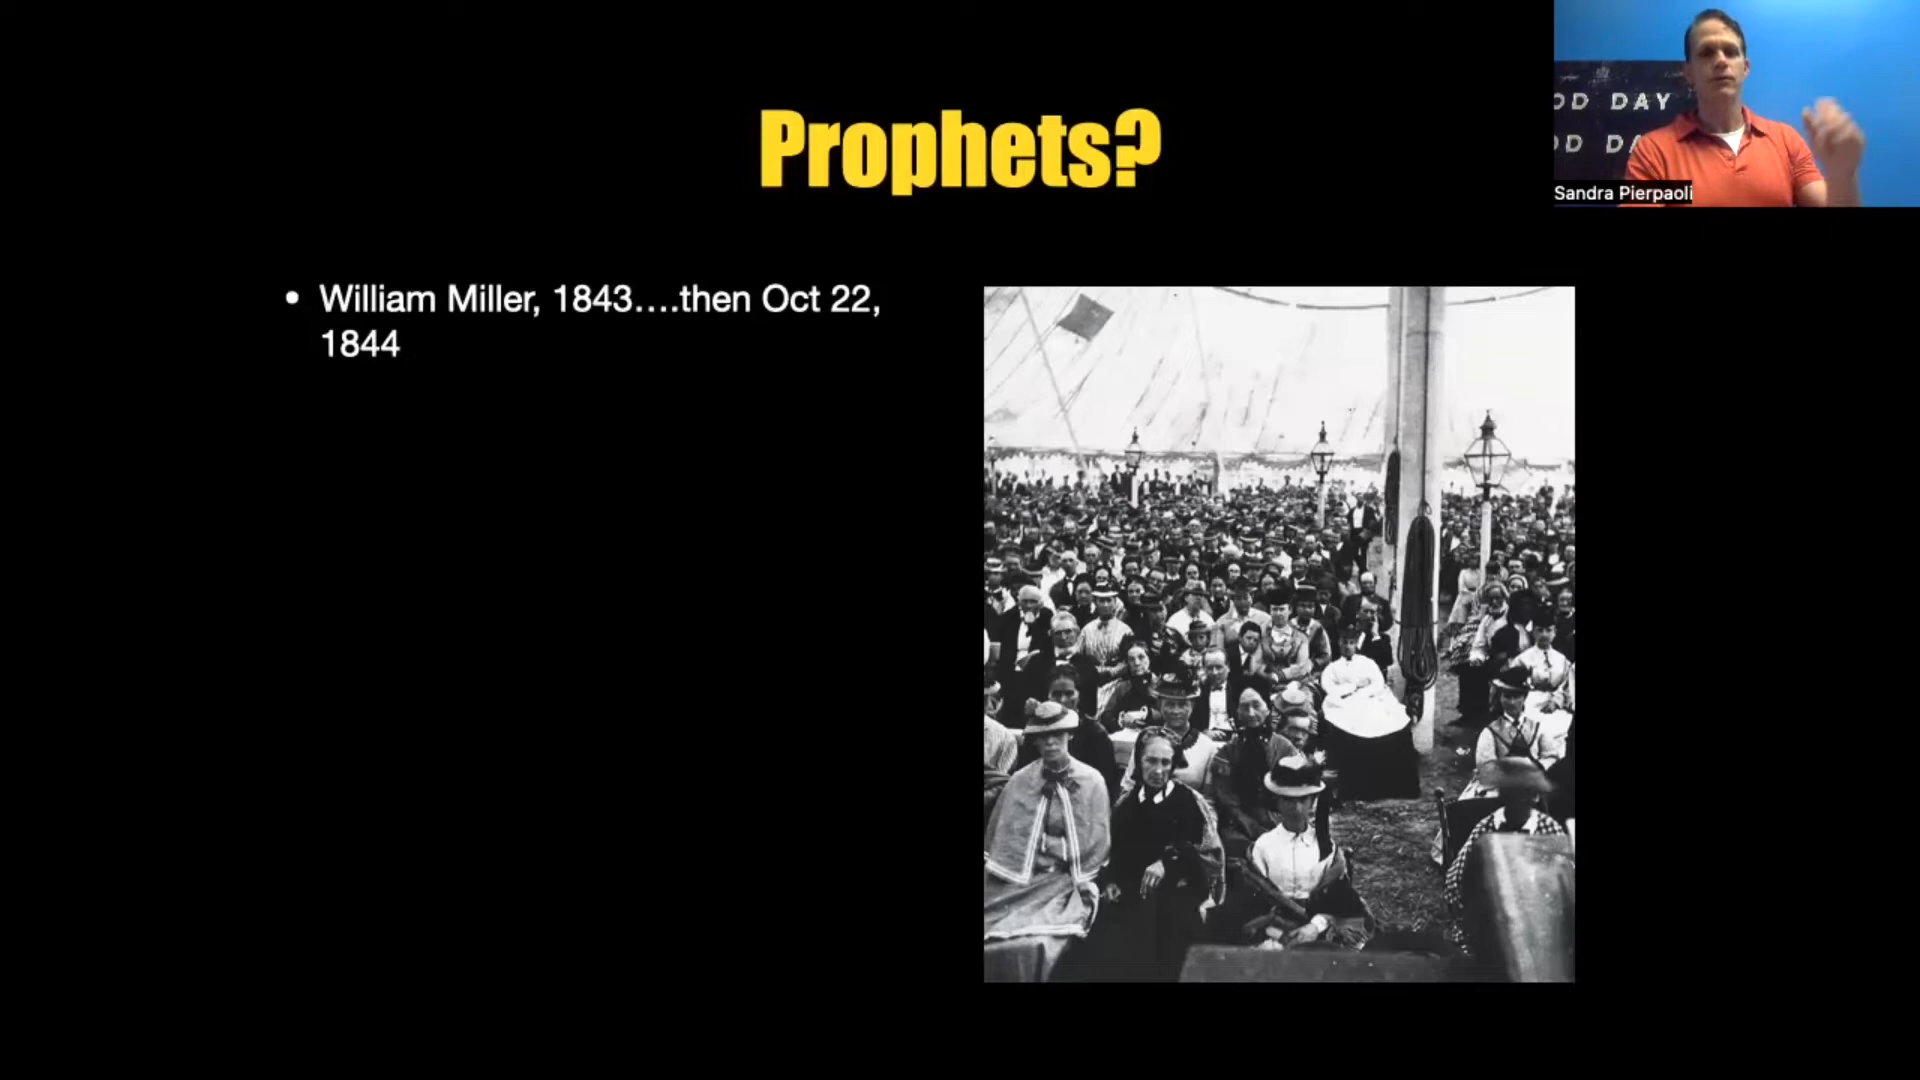 Prophets?
OD DAY
OD DA
Sandra Pierpaoli
• William Miller, 1843....then Oct 22,
1844